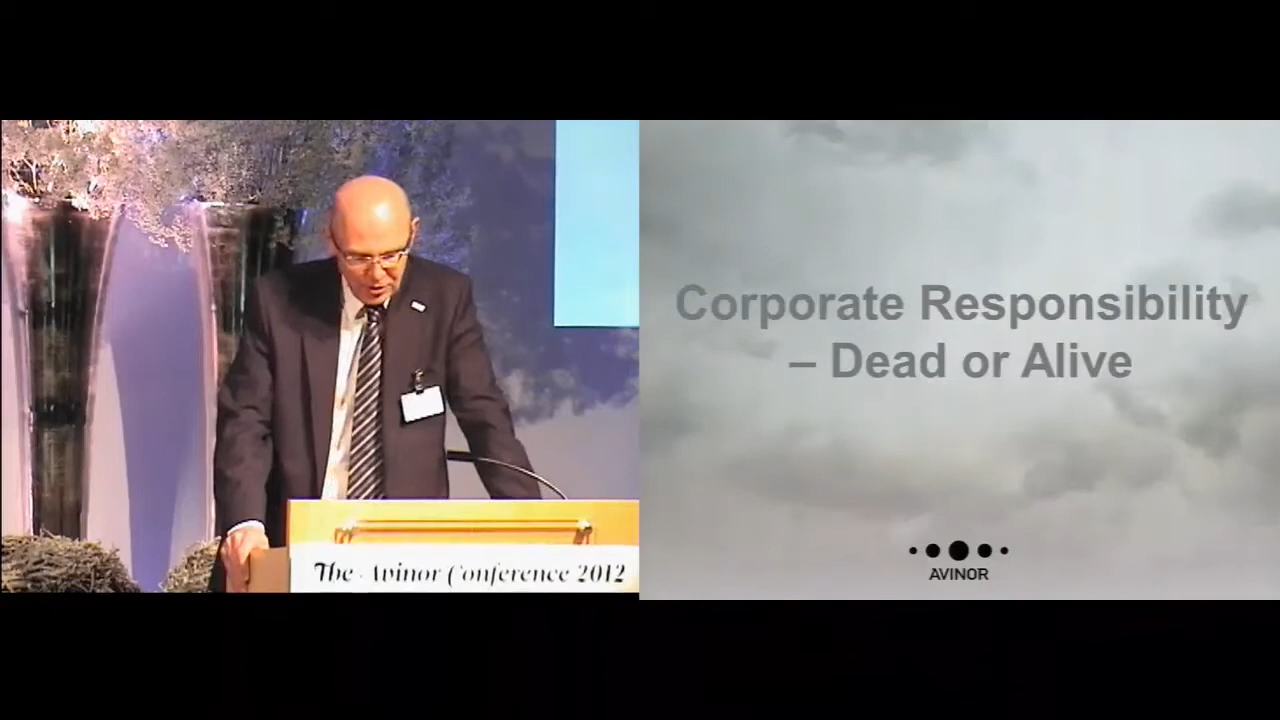 The Avinor Conference 2012
Corporate Responsibility
– Dead or Alive
AVINOR